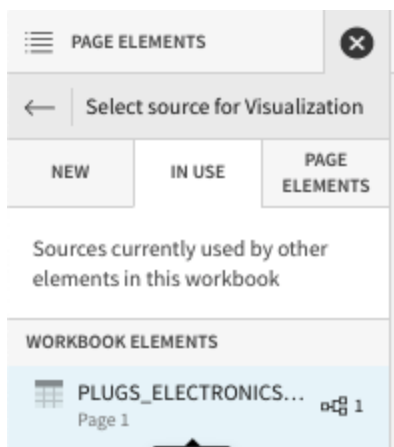 PAGE ELEMENTS
Select source for Visualization
NEW
IN USE
PAGE
ELEMENTS
Sources currently used by other
elements in this workbook
WORKBOOK ELEMENTS
PLUGS_ELECTRONICS...
1
Page 1